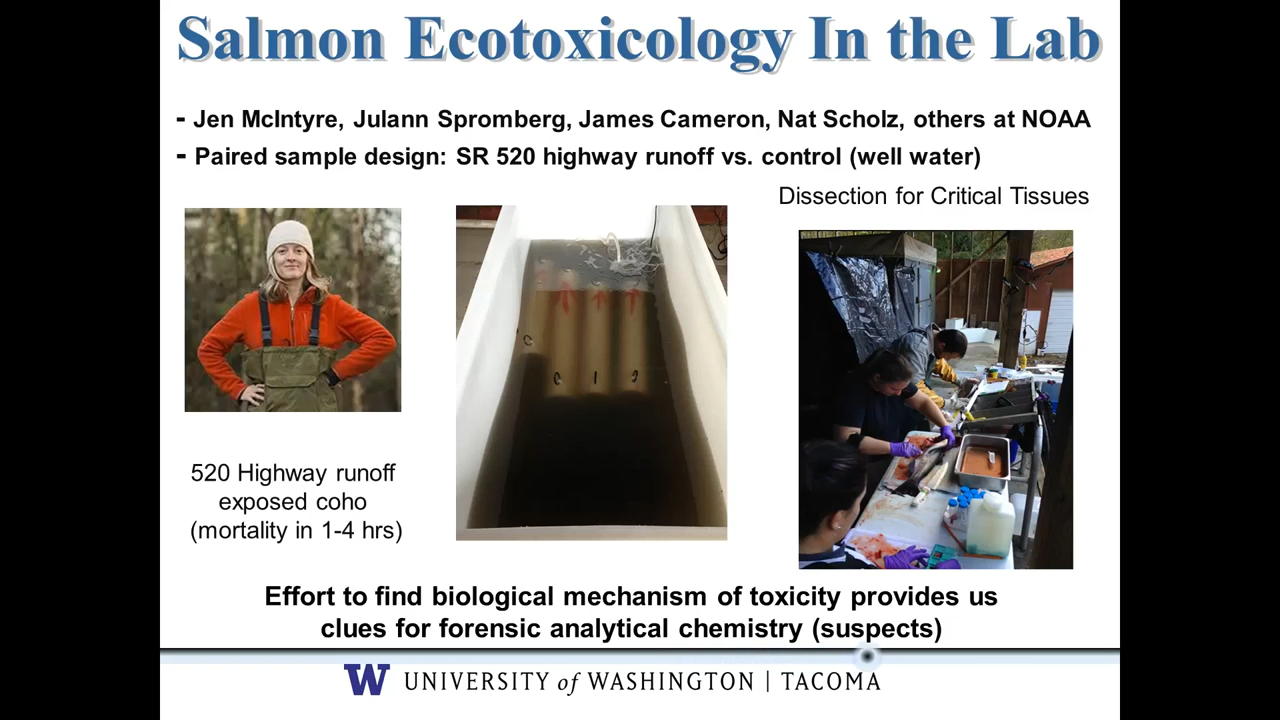 Salmon Ecotoxicology In the Lab
- Jen McIntyre, Julann Spromberg, James Cameron, Nat Scholz, others at NOAA
- Paired sample design: SR 520 highway runoff vs. control (well water)
Dissection for Critical Tissues
C
520 Highway runoff
exposed coho
(mortality in 1-4 hrs)
Effort to find biological mechanism of toxicity provides us
clues for forensic analytical chemistry (suspects)
W UNIVERSITY of WASHINGTON | TACOMA